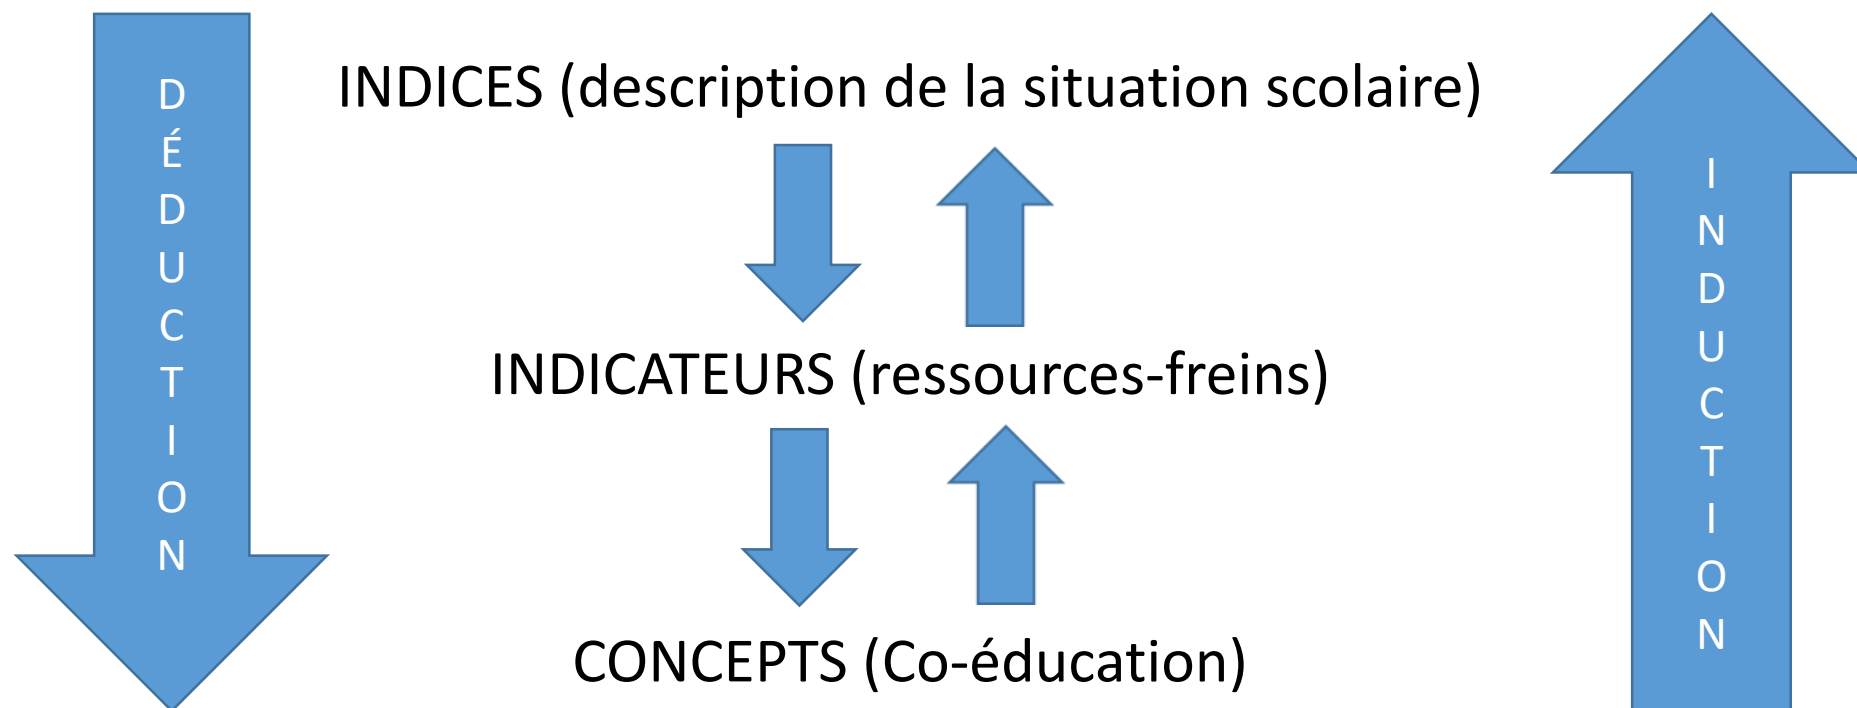 DÉDUCTION
INDICES (description de la situation scolaire)
INDICATEURS (ressources-freins)
CONCEPTS (Co-éducation)
INDUCTION